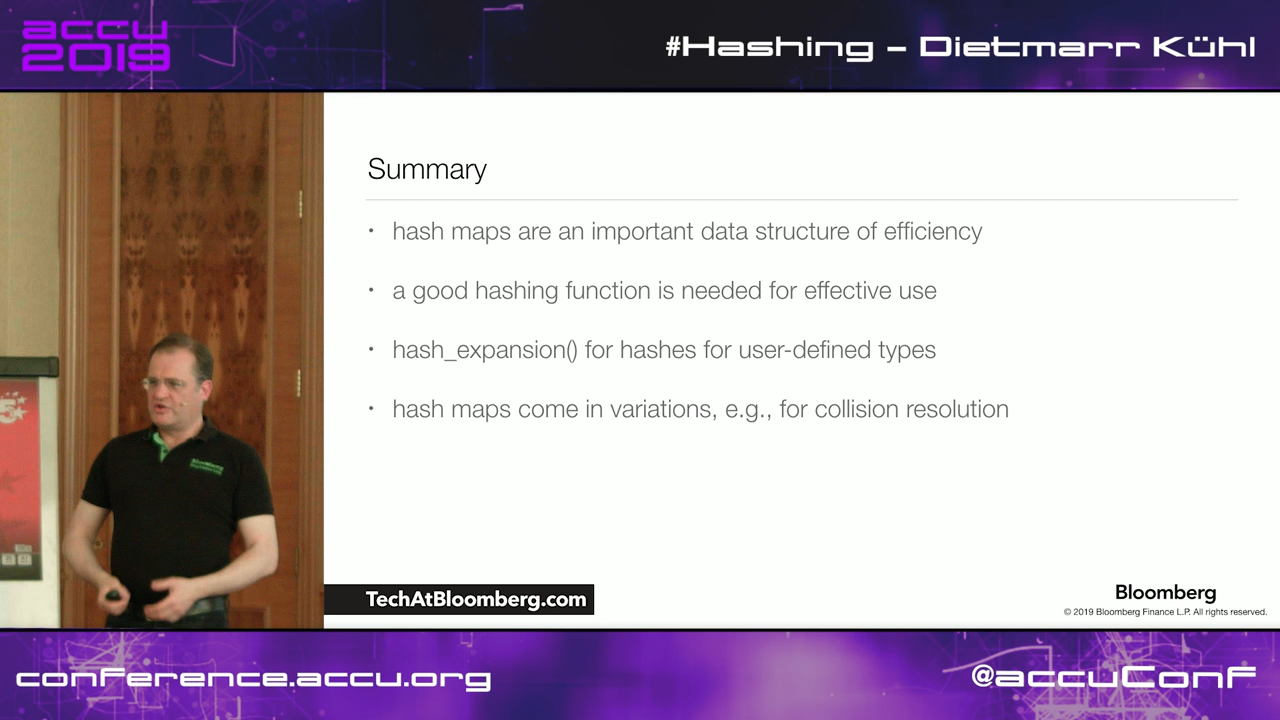 accu
2019
#Hashing – Dietmarr Kühl
Summary
• hash maps are an important data structure of efficiency
• a good hashing function is needed for effective use
• hash_expansion() for hashes for user-defined types
• hash maps come in variations, e.g., for collision resolution
5
TechAtBloomberg.com
Bloomberg
© 2019 Bloomberg Finance L.P. All rights reserved.
conference.accu.org
@accuConf